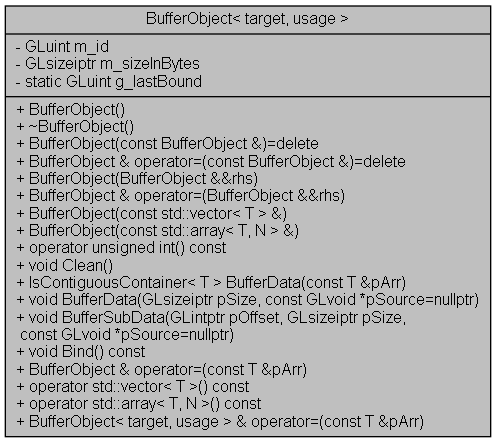 BufferObject< target, usage >
- GLuint m_id
- GLsizeiptr m_sizeInBytes
- static GLuint g_lastBound
+ BufferObject()
+ ~BufferObject()
+ BufferObject(const BufferObject &)=delete
+ BufferObject & operator=(const BufferObject &)=delete
+ BufferObject(BufferObject &&rhs)
+ BufferObject & operator=(BufferObject &&rhs)
+ BufferObject(const std::vector< T > &)
+ BufferObject(const std::array< T, N > &)
+ operator unsigned int() const
+ void Clean()
+ IsContiguousContainer< T > BufferData(const T &pArr)
+ void BufferData(GLsizeiptr pSize, const GLvoid *pSource=nullptr)
+ void BufferSubData(GLintptr pOffset, GLsizeiptr pSize,
const GLvoid *pSource=nullptr)
+ void Bind() const
+ BufferObject & operator=(const T &pArr)
+ operator std::vector< T >() const
+ operator std::array< T, N >() const
+ BufferObject< target, usage > & operator=(const T &pArr)